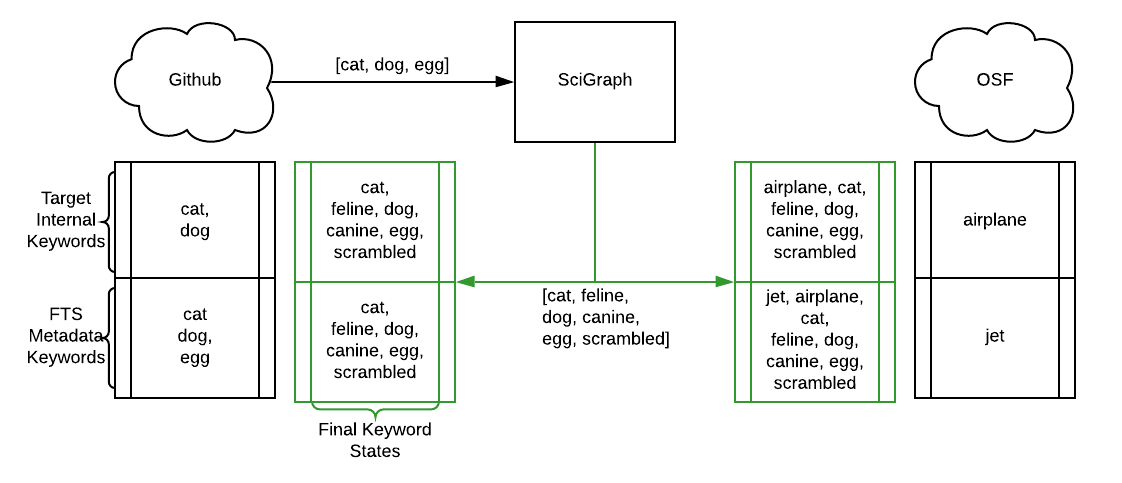 Github
[cat, dog, egg]
SciGraph
OSF
Target
Internal
Keywords
cat,
dog
cat,
feline, dog,
canine, egg,
scrambled
airplane, cat,
feline, dog,
canine, egg,
scrambled
airplane
FTS
Metadata
Keywords
cat
dog,
egg
cat,
feline, dog,
canine, egg,
scrambled
[cat, feline,
dog, canine,
egg, scrambled]
jet, airplane,
cat,
feline, dog,
canine, egg,
scrambled
jet
Final Keyword
States